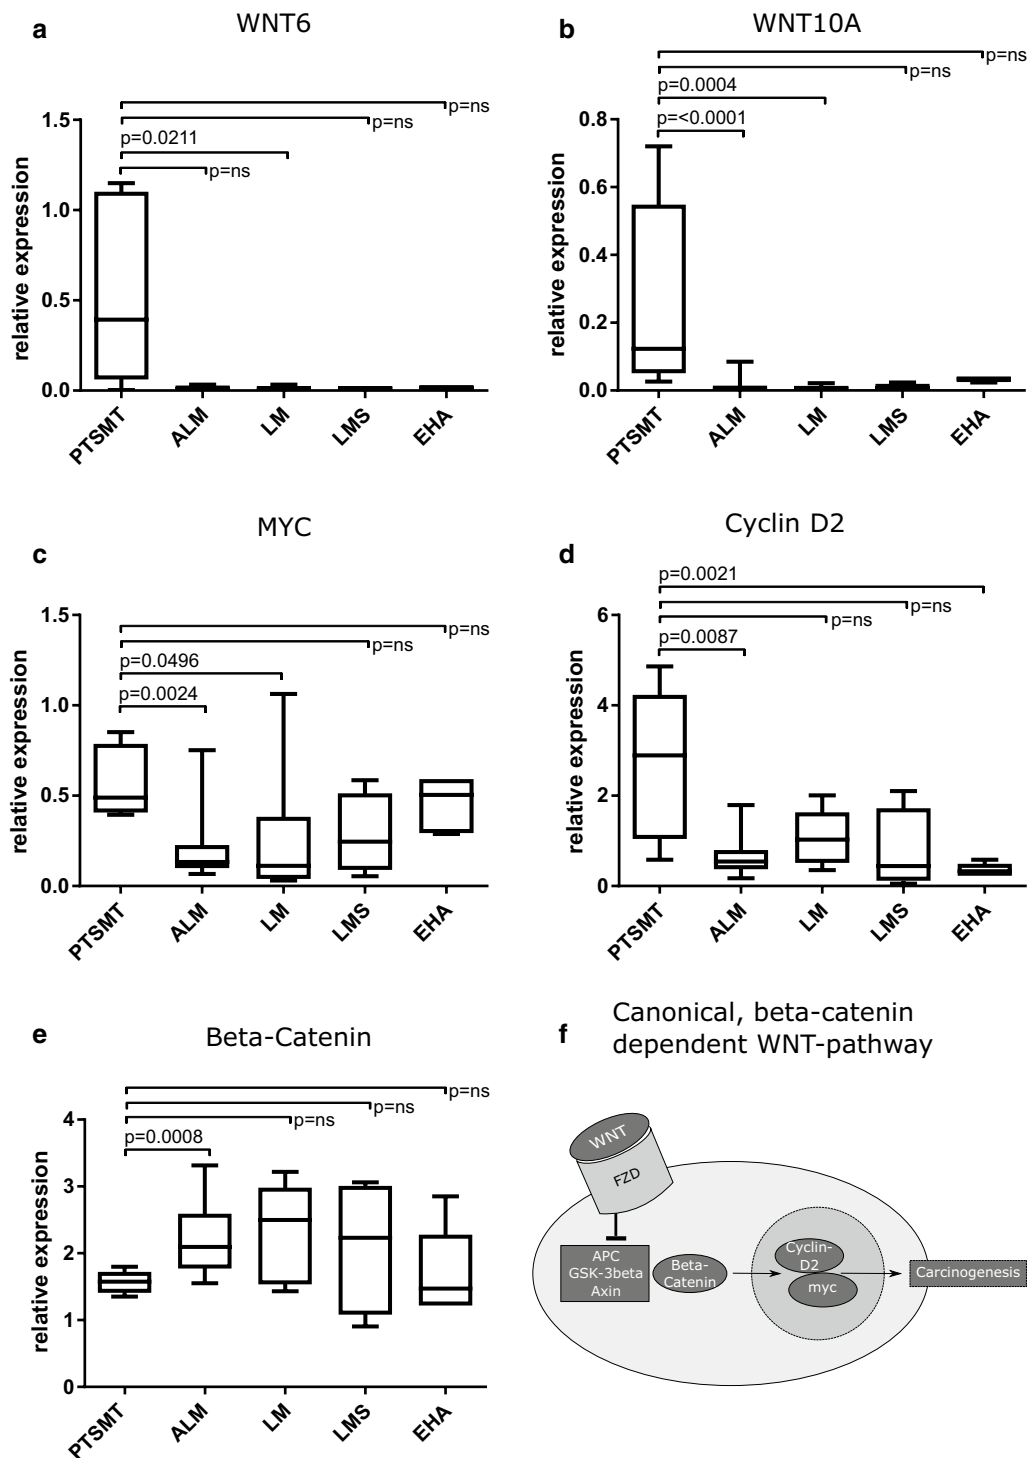 a
WNT6
relative expression
1.5
1.0
0.5
0.0
p=ns
p=ns
p=0.0211
p=ns
PTSMT
ALM
LM
LMS
EHA
b
WNT10A
relative expression
0.8
0.6
0.4
0.2
0.0
p=ns
p=ns
p=0.0004
p=<0.0001
PTSMT
ALM
LM
LMS
EHA
c
MYC
relative expression
1.5
1.0
0.5
0.0
p=ns
p=ns
p=0.0496
p=0.0024
PTSMT
ALM
LM
LMS
EHA
d
Cyclin D2
relative expression
6
4
2
0
p=0.0021
p=ns
p=ns
p=0.0087
PTSMT
ALM
LM
LMS
EHA
e
Beta-Catenin
relative expression
4
3
2
1
0
p=ns
p=ns
p=ns
p=0.0008
PTSMT
ALM
LM
LMS
EHA
f
Canonical, beta-catenin
dependent WNT-pathway
WNT
FZD
APC
GSK-3beta
Axin
Beta-
Catenin
Cyclin-
D2
myc
Carcinogenesis